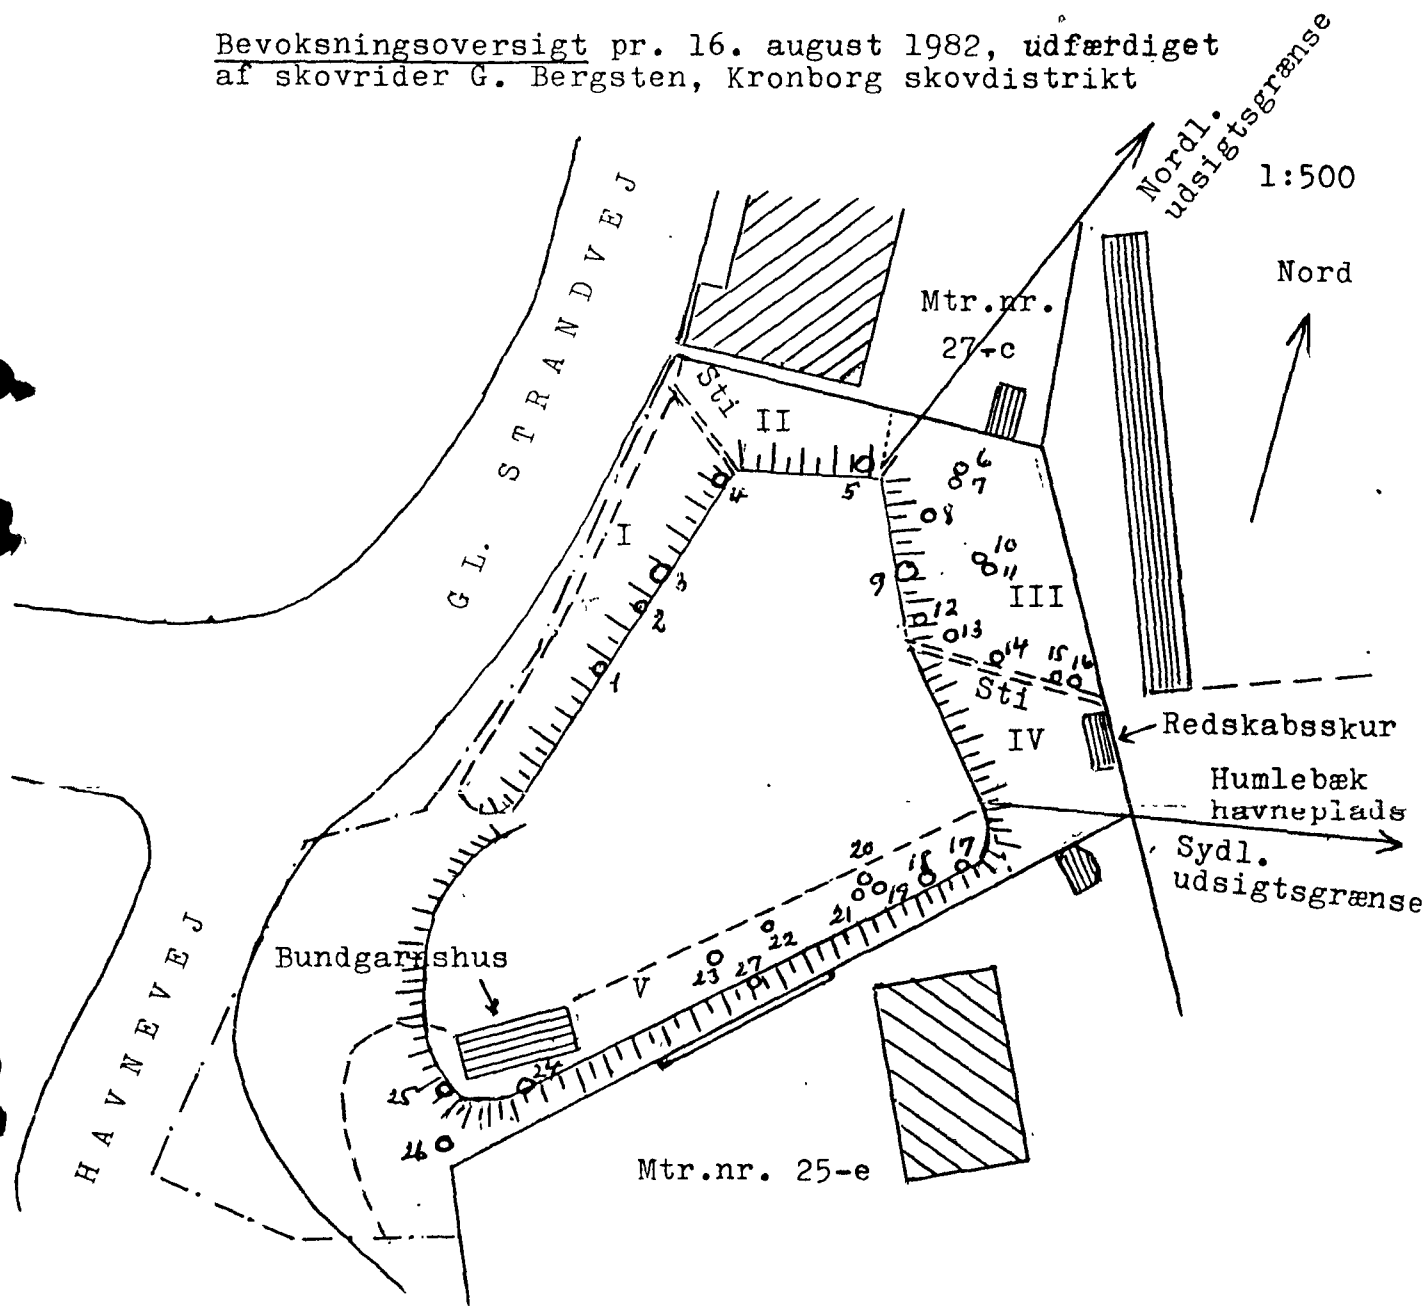 Bevoksningsoversigt pr. 16. august 1982, udfærdiget
af skovrider G. Bergsten, Kronborg skovdistrikt
Nordl.
udsigtsgrænse
1:500
Nord
GL. STRANDVEJ
Mtr.nr.
27-c
Sti
II
I
III
IV
V
1
2
3
4
5
6
7
8
9
10
11
12
13
14
15
16
Sti
Redskabsskur
Humlebæk
havneplads
Sydl.
udsigtsgrænse
17
18
19
20
21
22
23
27
24
25
26
Bundgarnshus
HAVNEVEJ
Mtr.nr. 25-e